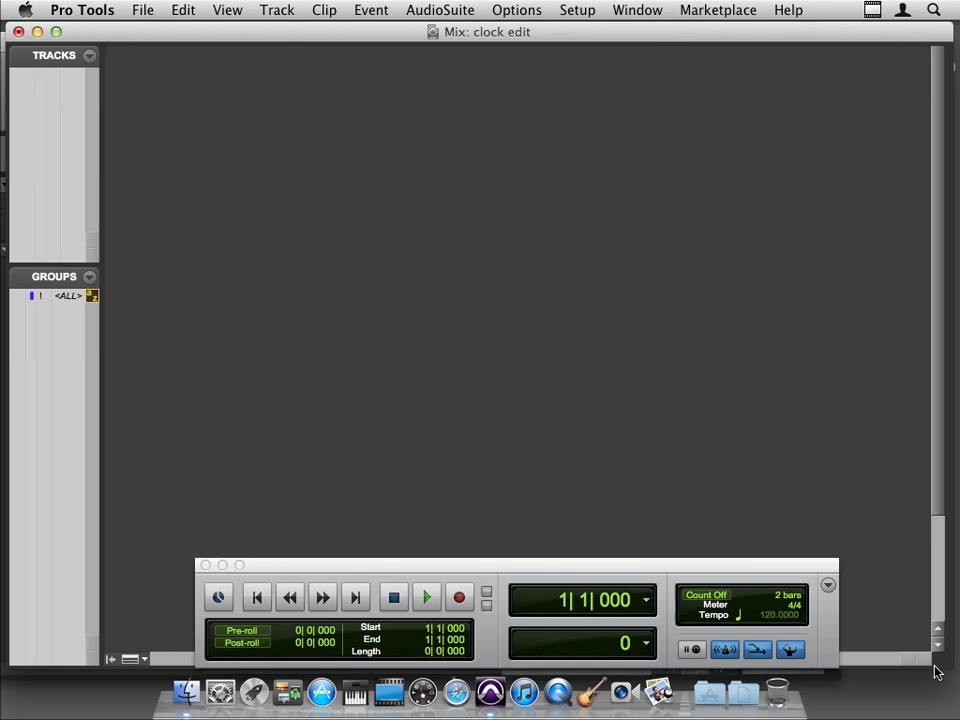 Pro Tools File Edit View Track Clip Event AudioSuite Options Setup Window Marketplace Help
Mix: clock edit
TRACKS
GROUPS
! <ALL> a z
1| 1| 000
Count Off 2 bars
Meter 4/4
Tempo 120.0000
Pre-roll 0| 0| 000
Post-roll 0| 0| 000
Start 1| 1| 000
End 1| 1| 000
Length 0| 0| 000
0